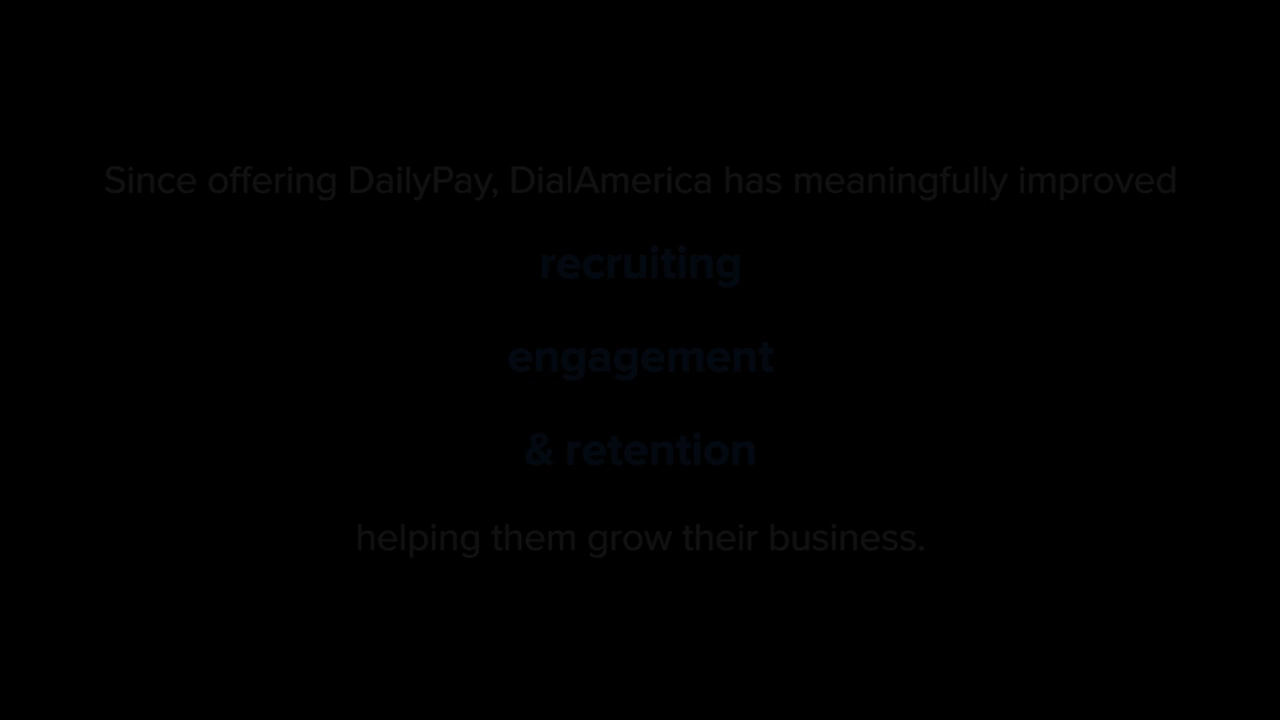 Since offering DailyPay, DialAmerica has meaningfully improved
recruiting
engagement
& retention
helping them grow their business.